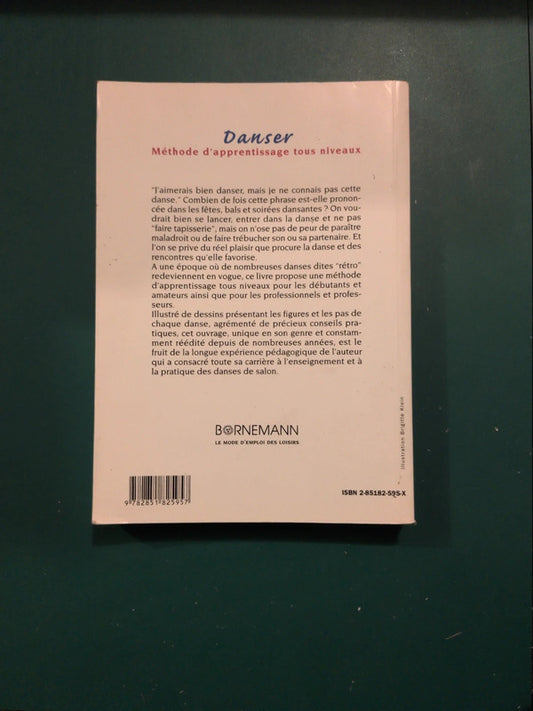 Danser
Méthode d'apprentissage tous niveaux
"J'aimerais bien danser, mais je ne connais pas cette
danse." Combien de fois cette phrase est-elle pronon-
cée dans les fêtes, bals et soirées dansantes ? On vou-
drait bien se lancer, entrer dans la danse et ne pas
"faire tapisserie", mais on n'ose pas de peur de paraître
maladroit ou de faire trébucher son ou sa partenaire. Et
l'on se prive du réel plaisir que procure la danse et des
rencontres qu'elle favorise.
A une époque où de nombreuses danses dites "rétro"
redeviennent en vogue, ce livre propose une méthode
d'apprentissage tous niveaux pour les débutants et
amateurs ainsi que pour les professionnels et profes-
seurs.
Illustré de dessins présentant les figures et les pas de
chaque danse, agrémenté de précieux conseils pra-
tiques, cet ouvrage, unique en son genre et constam-
ment réédité depuis de nombreuses années, est le
fruit de la longue expérience pédagogique de l'auteur
qui a consacré toute sa carrière à l'enseignement et à
la pratique des danses de salon.
BORNEMANN
LE MODE D'EMPLOI DES LOISIRS
Illustration Brigitte Klein
ISBN 2-85182-595-X
9 782851 825957